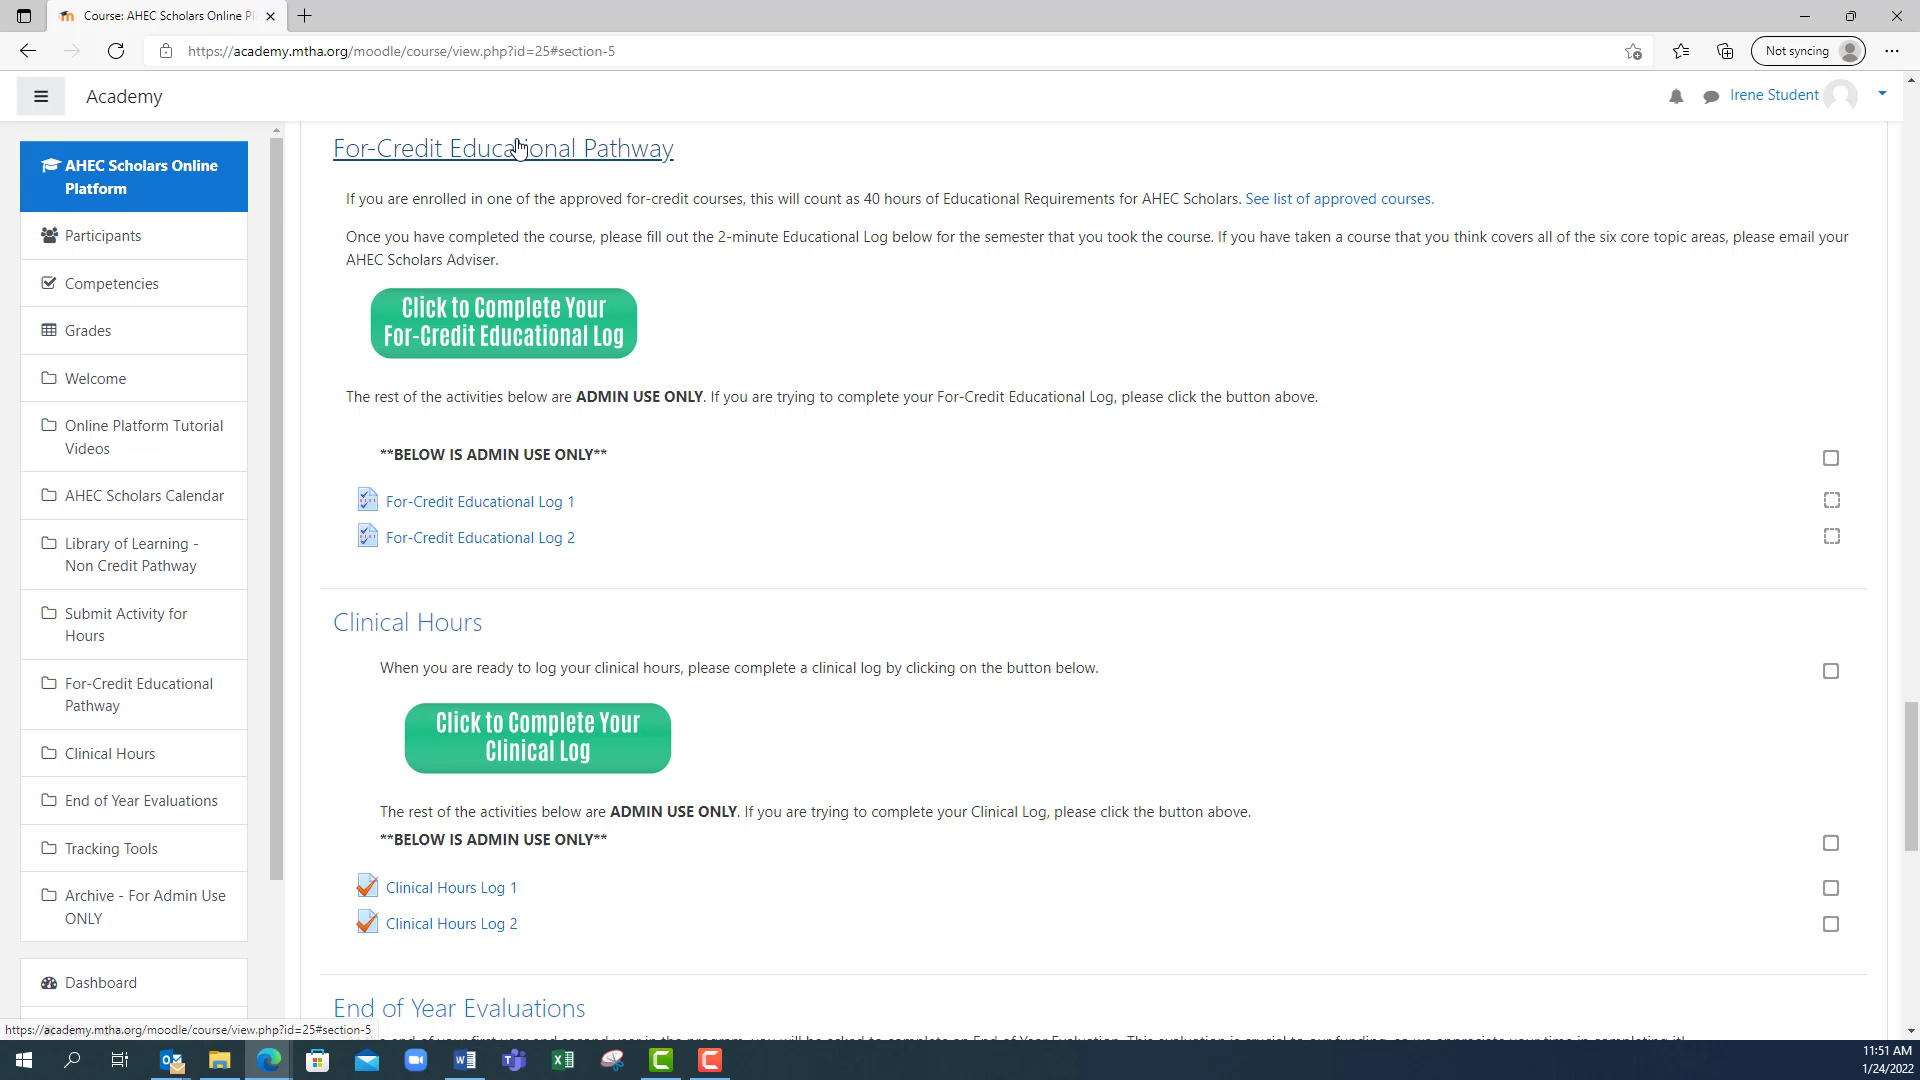 Course: AHEC Scholars Online Pl
https://academy.mtha.org/moodle/course/view.php?id=25#section-5
Not syncing
Academy
Irene Student
AHEC Scholars Online
Platform
Participants
Competencies
Grades
Welcome
Online Platform Tutorial
Videos
AHEC Scholars Calendar
Library of Learning -
Non Credit Pathway
Submit Activity for
Hours
For-Credit Educational
Pathway
Clinical Hours
End of Year Evaluations
Tracking Tools
Archive - For Admin Use
ONLY
Dashboard
For-Credit Educational Pathway
If you are enrolled in one of the approved for-credit courses, this will count as 40 hours of Educational Requirements for AHEC Scholars. See list of approved courses.
Once you have completed the course, please fill out the 2-minute Educational Log below for the semester that you took the course. If you have taken a course that you think covers all of the six core topic areas, please email your
AHEC Scholars Adviser.
Click to Complete Your
For-Credit Educational Log
The rest of the activities below are ADMIN USE ONLY. If you are trying to complete your For-Credit Educational Log, please click the button above.
**BELOW IS ADMIN USE ONLY**
For-Credit Educational Log 1
For-Credit Educational Log 2
Clinical Hours
When you are ready to log your clinical hours, please complete a clinical log by clicking on the button below.
Click to Complete Your
Clinical Log
The rest of the activities below are ADMIN USE ONLY. If you are trying to complete your Clinical Log, please click the button above.
**BELOW IS ADMIN USE ONLY**
Clinical Hours Log 1
Clinical Hours Log 2
End of Year Evaluations
https://academy.mtha.org/moodle/course/view.php?id=25#section-5
11:51 AM
1/24/2022